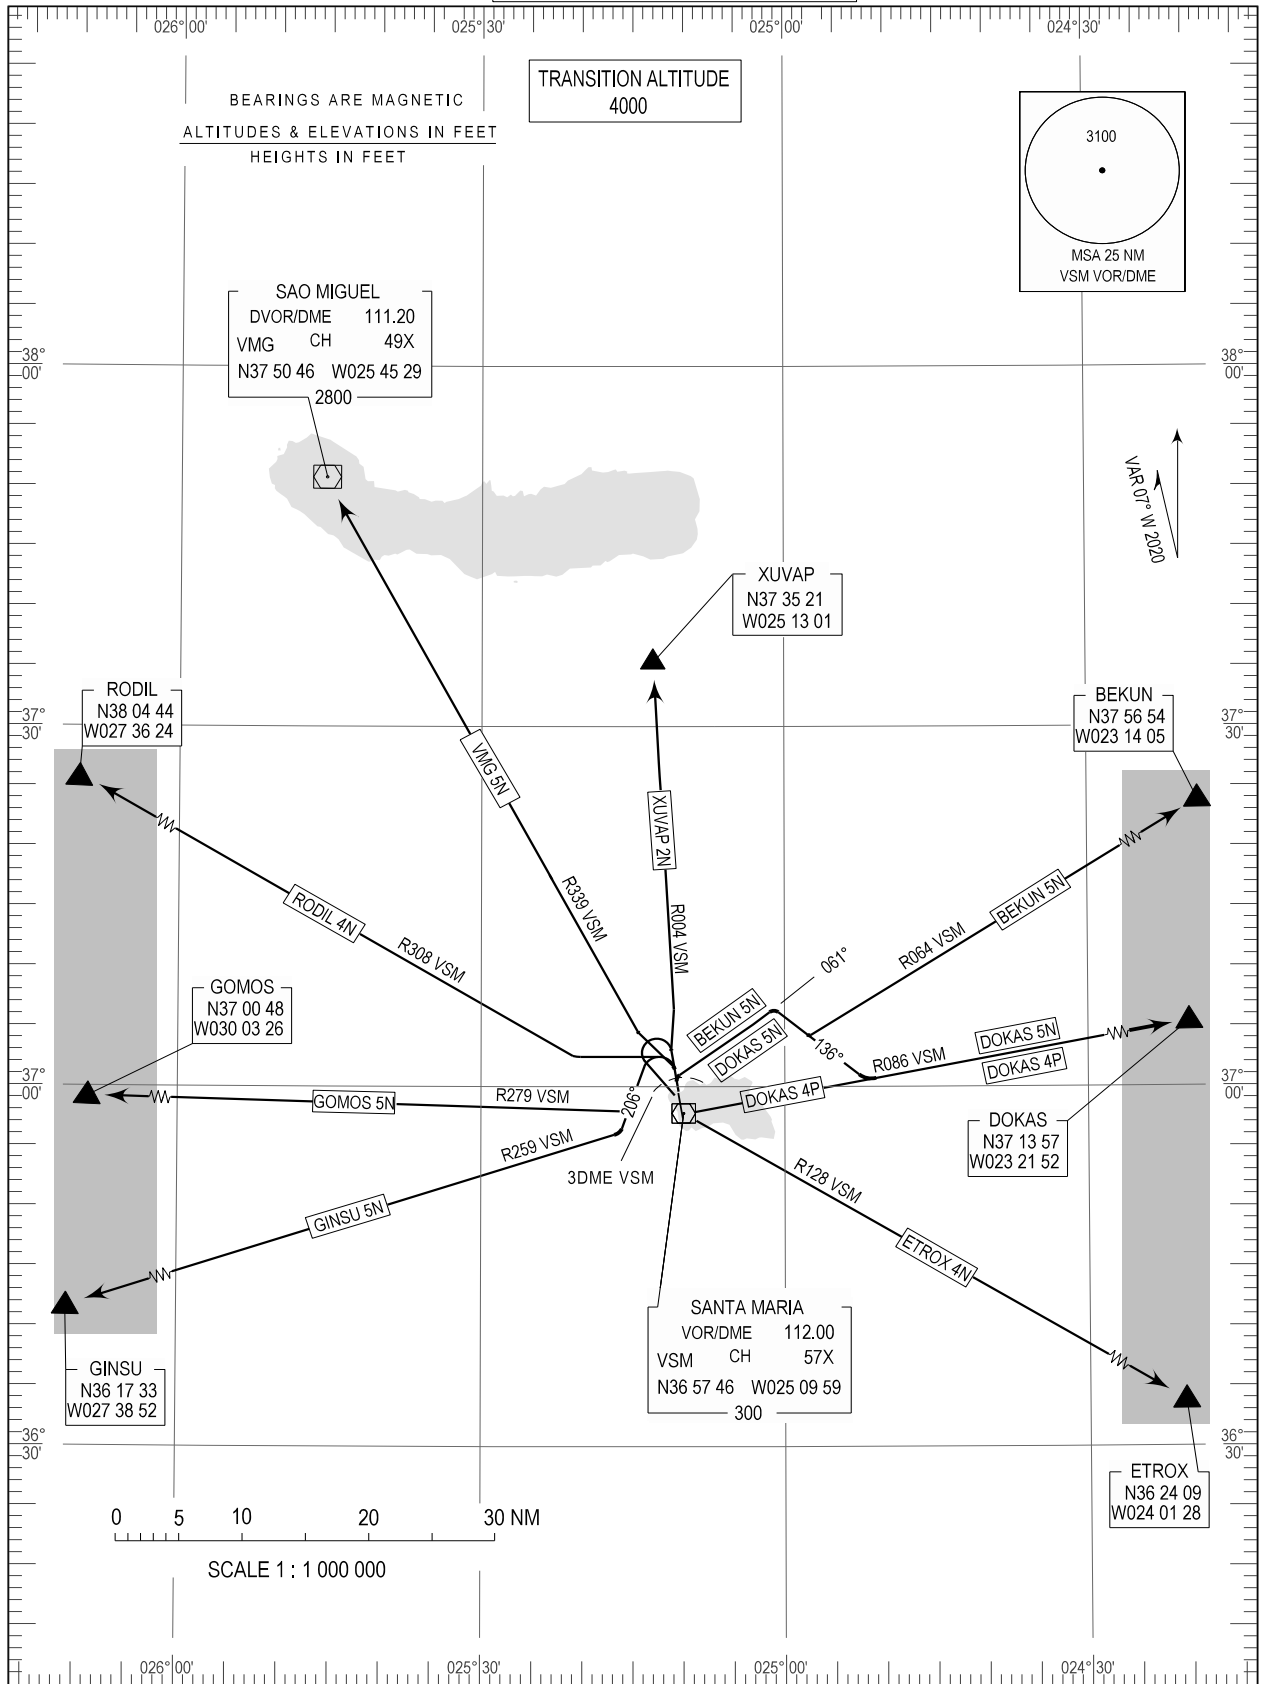 026°00'
025°30'
025°00'
024°30'
BEARINGS ARE MAGNETIC
ALTITUDES & ELEVATIONS IN FEET
HEIGHTS IN FEET
TRANSITION ALTITUDE
4000
3100
MSA 25 NM
VSM VOR/DME
SAO MIGUEL
DVOR/DME 111.20
VMG CH 49X
N37 50 46 W025 45 29
2800
38°
00'
38°
00'
VAR 07° W 2020
XUVAP
N37 35 21
W025 13 01
RODIL
N38 04 44
W027 36 24
BEKUN
N37 56 54
W023 14 05
37°
30'
37°
30'
VMG 5N
XUVAP 2N
RODIL 4N
R339 VSM
R004 VSM
R308 VSM
BEKUN 5N
R064 VSM
061°
GOMOS
N37 00 48
W030 03 26
BEKUN 5N
DOKAS 5N
136°
R086 VSM
DOKAS 5N
DOKAS 4P
DOKAS 4P
37°
00'
37°
00'
GOMOS 5N
R279 VSM
206°
R259 VSM
3DME VSM
GINSU 5N
DOKAS
N37 13 57
W023 21 52
R128 VSM
ETROX 4N
SANTA MARIA
VOR/DME 112.00
VSM CH 57X
N36 57 46 W025 09 59
300
GINSU
N36 17 33
W027 38 52
36°
30'
36°
30'
ETROX
N36 24 09
W024 01 28
0 5 10 20 30 NM
SCALE 1 : 1 000 000
026°00'
025°30'
025°00'
024°30'